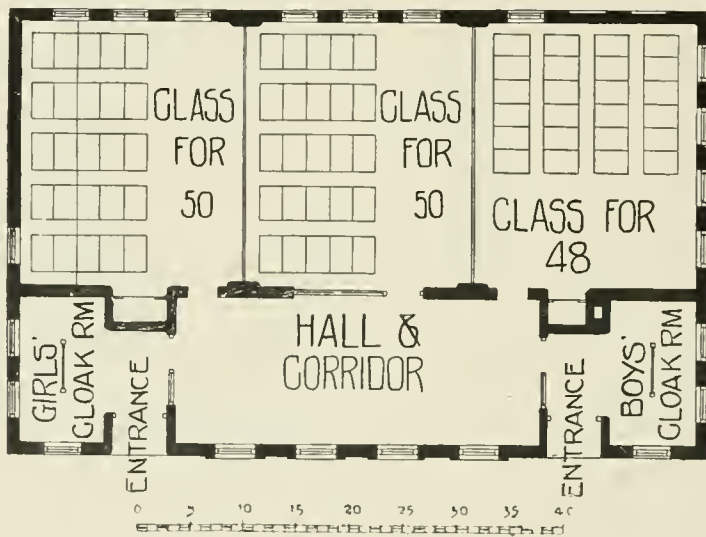 CLASS
FOR
50
CLASS
FOR
50
CLASS FOR
48
HALL &
CORRIDOR
GIRLS'
CLOAK RM
ENTRANCE
ENTRANCE
BOYS'
CLOAK RM
0 5 10 15 20 25 30 35 40